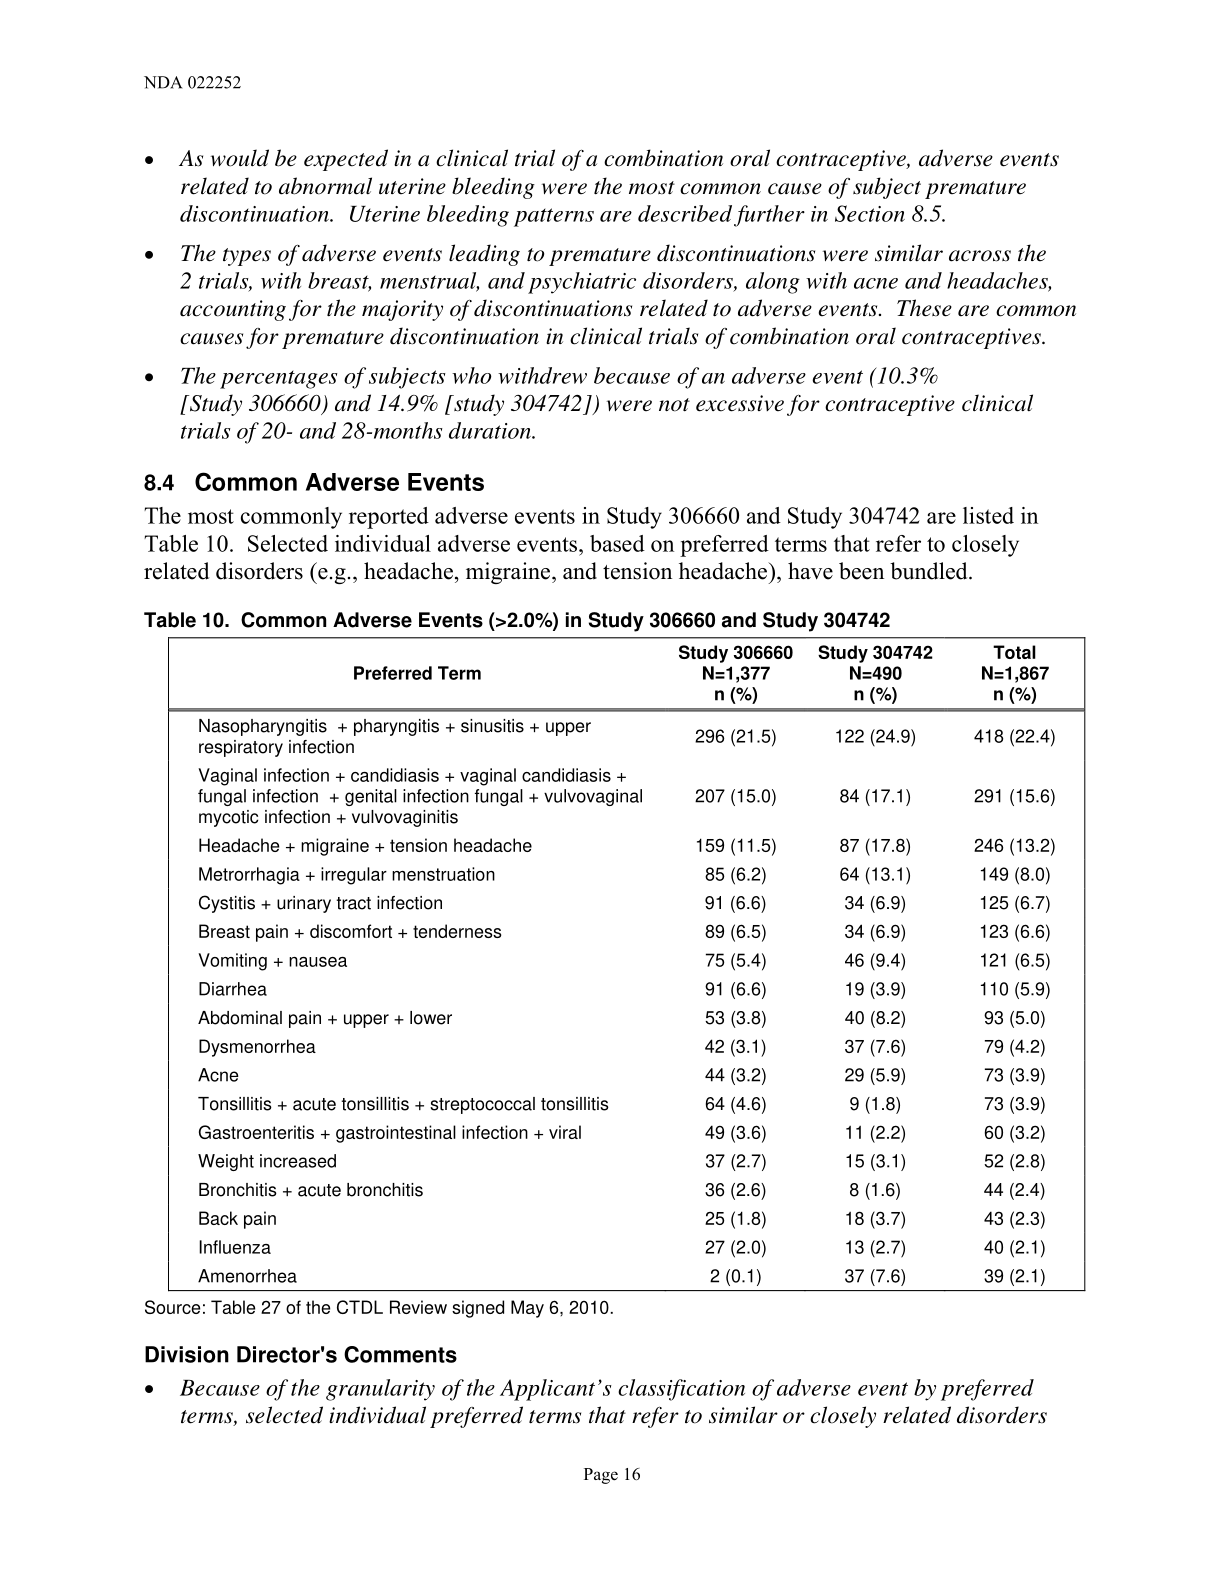 NDA 022252
• As would be expected in a clinical trial of a combination oral contraceptive, adverse events
related to abnormal uterine bleeding were the most common cause of subject premature
discontinuation.  Uterine bleeding patterns are described further in Section 8.5.
• The types of adverse events leading to premature discontinuations were similar across the
2 trials, with breast, menstrual, and psychiatric disorders, along with acne and headaches,
accounting for the majority of discontinuations related to adverse events.  These are common
causes for premature discontinuation in clinical trials of combination oral contraceptives.
• The percentages of subjects who withdrew because of an adverse event (10.3%
[Study 306660) and 14.9% [study 304742]) were not excessive for contraceptive clinical
trials of 20- and 28-months duration.
8.4 Common Adverse Events
The most commonly reported adverse events in Study 306660 and Study 304742 are listed in
Table 10.  Selected individual adverse events, based on preferred terms that refer to closely
related disorders (e.g., headache, migraine, and tension headache), have been bundled.
Table 10.  Common Adverse Events (>2.0%) in Study 306660 and Study 304742
Study 306660 Study 304742 Total
Preferred Term N=1,377 N=490 N=1,867
n (%) n (%) n (%)
Nasopharyngitis  + pharyngitis + sinusitis + upper
respiratory infection 296 (21.5) 122 (24.9) 418 (22.4)
Vaginal infection + candidiasis + vaginal candidiasis +
fungal infection  + genital infection fungal + vulvovaginal 207 (15.0) 84 (17.1) 291 (15.6)
mycotic infection + vulvovaginitis
Headache + migraine + tension headache 159 (11.5) 87 (17.8) 246 (13.2)
Metrorrhagia + irregular menstruation 85 (6.2) 64 (13.1) 149 (8.0)
Cystitis + urinary tract infection 91 (6.6) 34 (6.9) 125 (6.7)
Breast pain + discomfort + tenderness 89 (6.5) 34 (6.9) 123 (6.6)
Vomiting + nausea 75 (5.4) 46 (9.4) 121 (6.5)
Diarrhea 91 (6.6) 19 (3.9) 110 (5.9)
Abdominal pain + upper + lower 53 (3.8) 40 (8.2) 93 (5.0)
Dysmenorrhea 42 (3.1) 37 (7.6) 79 (4.2)
Acne 44 (3.2) 29 (5.9) 73 (3.9)
Tonsillitis + acute tonsillitis + streptococcal tonsillitis 64 (4.6) 9 (1.8) 73 (3.9)
Gastroenteritis + gastrointestinal infection + viral 49 (3.6) 11 (2.2) 60 (3.2)
Weight increased 37 (2.7) 15 (3.1) 52 (2.8)
Bronchitis + acute bronchitis 36 (2.6) 8 (1.6) 44 (2.4)
Back pain 25 (1.8) 18 (3.7) 43 (2.3)
Influenza 27 (2.0) 13 (2.7) 40 (2.1)
Amenorrhea 2 (0.1) 37 (7.6) 39 (2.1)
Source: Table 27 of the CTDL Review signed May 6, 2010.
Division Director's Comments
• Because of the granularity of the Applicant’s classification of adverse event by preferred
terms, selected individual preferred terms that refer to similar or closely related disorders
Page 16